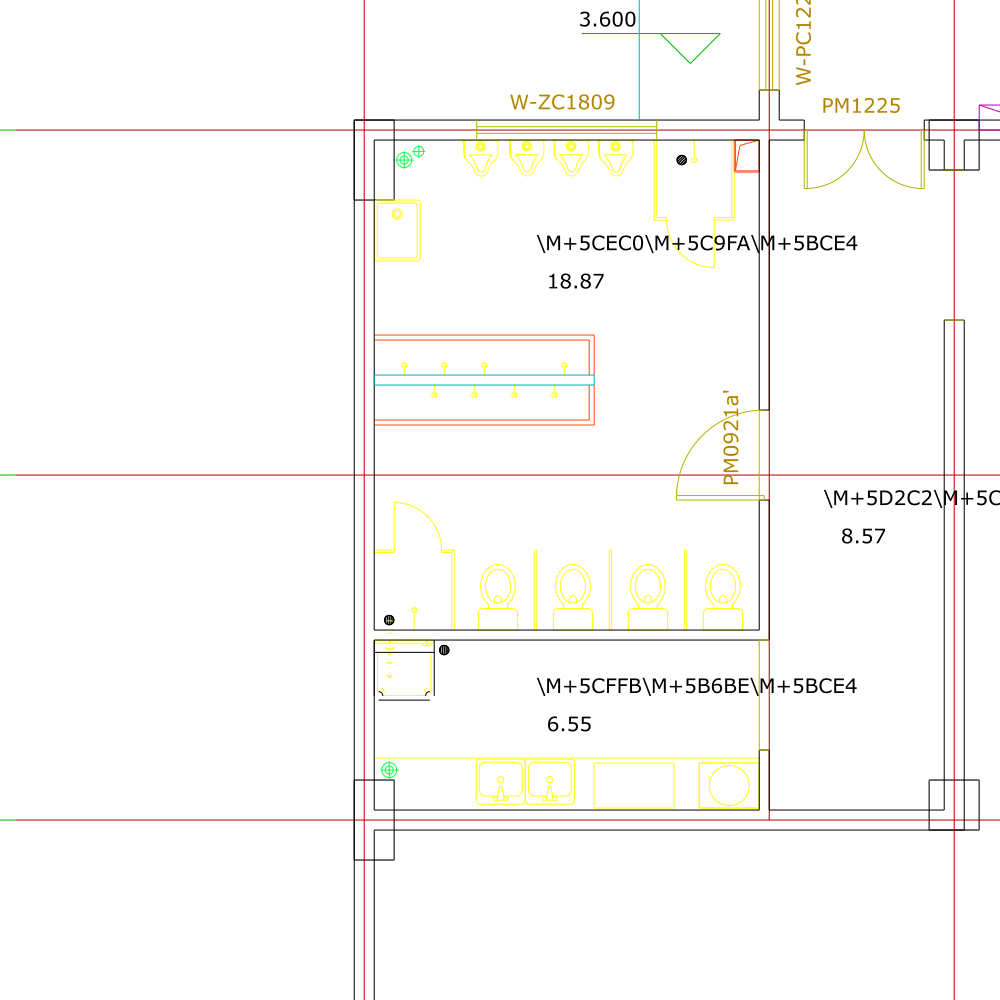 3.600
W-PC122
W-ZC1809
PM1225
\M+5CEC0\M+5C9FA\M+5BCE4
18.87
PM0921a'
\M+5D2C2\M+5C
8.57
\M+5CFFB\M+5B6BE\M+5BCE4
6.55